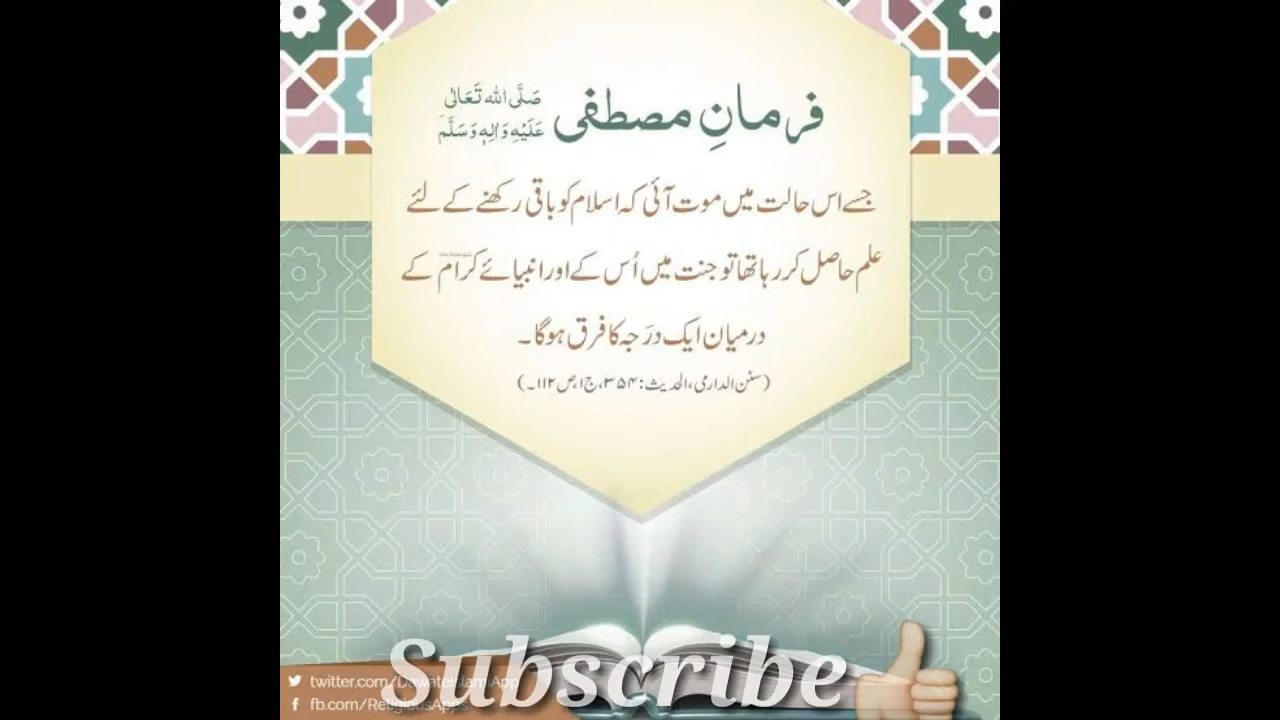 فرمانِ مصطفی صَلَّی اللہ تَعَالٰی عَلَیْہِ وَاٰلِہٖ وَسَلَّمَ
جسے اس حالت میں موت آئی کہ اسلام کو باقی رکھنے کے لئے
علم حاصل کر رہا تھا تو جنت میں اُس کے اور انبیائے کرام کے
درمیان ایک دَرَجہ کا فرق ہوگا۔
(سنن الدارمی، الحدیث: ۳۵۴، ج۱، ص ۱۱۲۔)
Subscribe
twitter.com/DawateIslamiApp
fb.com/ReligiousApps